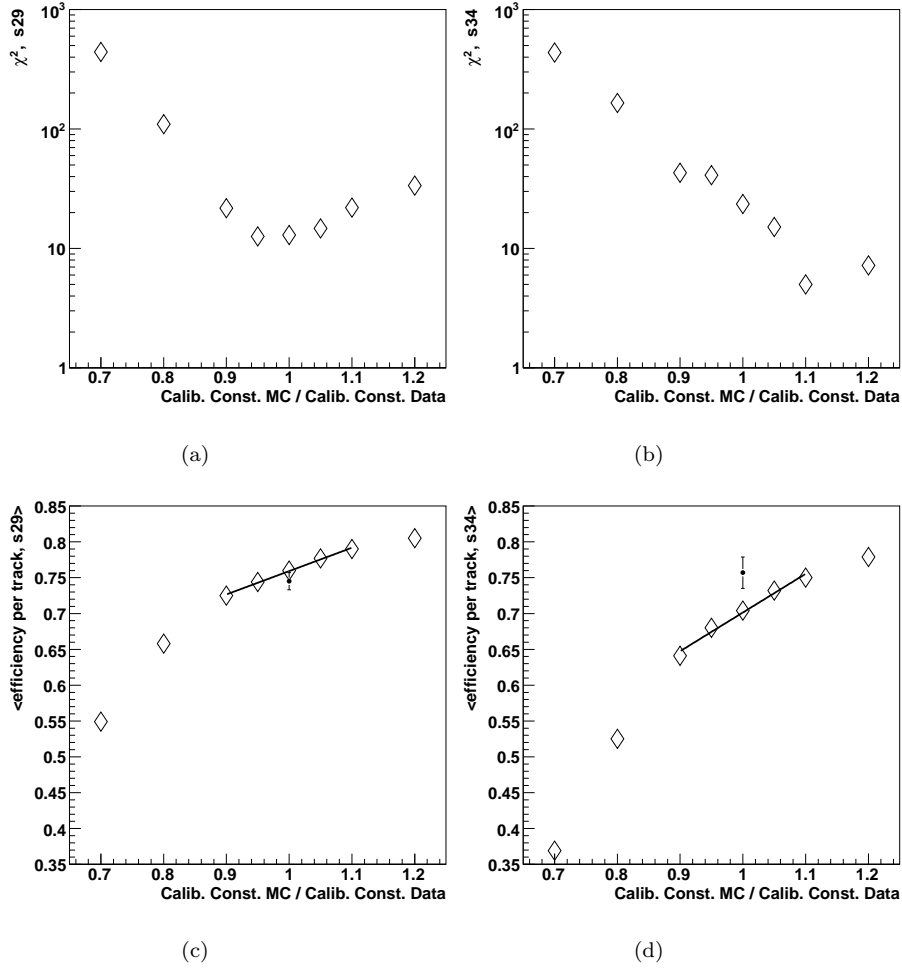 χ², s29
10³
10²
10
1
0.7 0.8 0.9 1 1.1 1.2
Calib. Const. MC / Calib. Const. Data
(a)
χ², s34
10³
10²
10
1
0.7 0.8 0.9 1 1.1 1.2
Calib. Const. MC / Calib. Const. Data
(b)
<efficiency per track, s29>
0.85
0.8
0.75
0.7
0.65
0.6
0.55
0.5
0.45
0.4
0.35
0.7 0.8 0.9 1 1.1 1.2
Calib. Const. MC / Calib. Const. Data
(c)
<efficiency per track, s34>
0.85
0.8
0.75
0.7
0.65
0.6
0.55
0.5
0.45
0.4
0.35
0.7 0.8 0.9 1 1.1 1.2
Calib. Const. MC / Calib. Const. Data
(d)